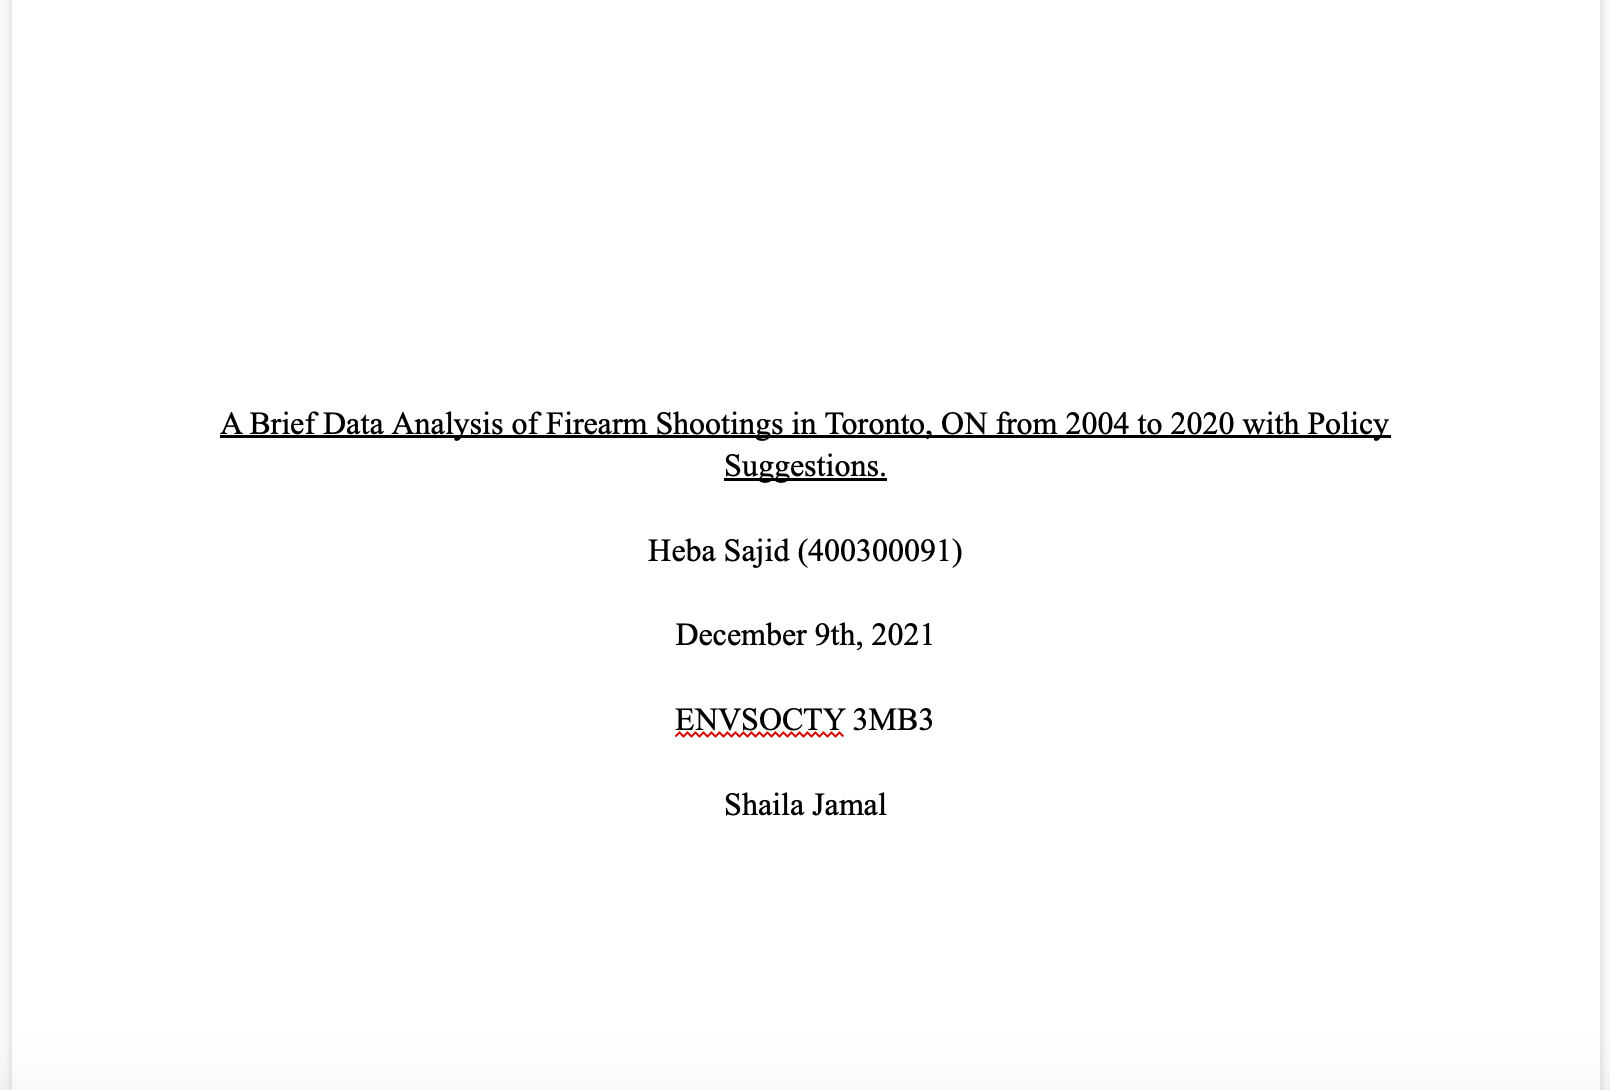 A Brief Data Analysis of Firearm Shootings in Toronto, ON from 2004 to 2020 with Policy
Suggestions.
Heba Sajid (400300091)
December 9th, 2021
ENVSOCTY 3MB3
Shaila Jamal